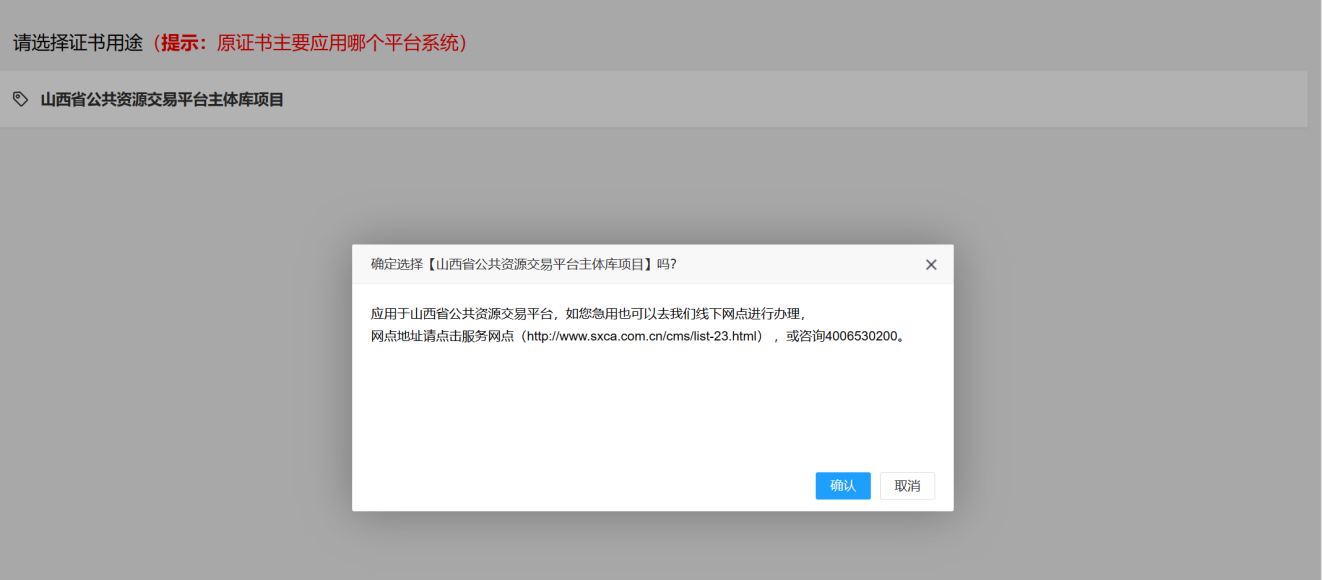 请选择证书用途（提示：原证书主要应用哪个平台系统）
山西省公共资源交易平台主体库项目
确定选择【山西省公共资源交易平台主体库项目】吗?
应用于山西省公共资源交易平台，如您急用也可以去我们线下网点进行办理，
网点地址请点击服务网点（http://www.sxca.com.cn/cms/list-23.html），或咨询4006530200。
确认
取消